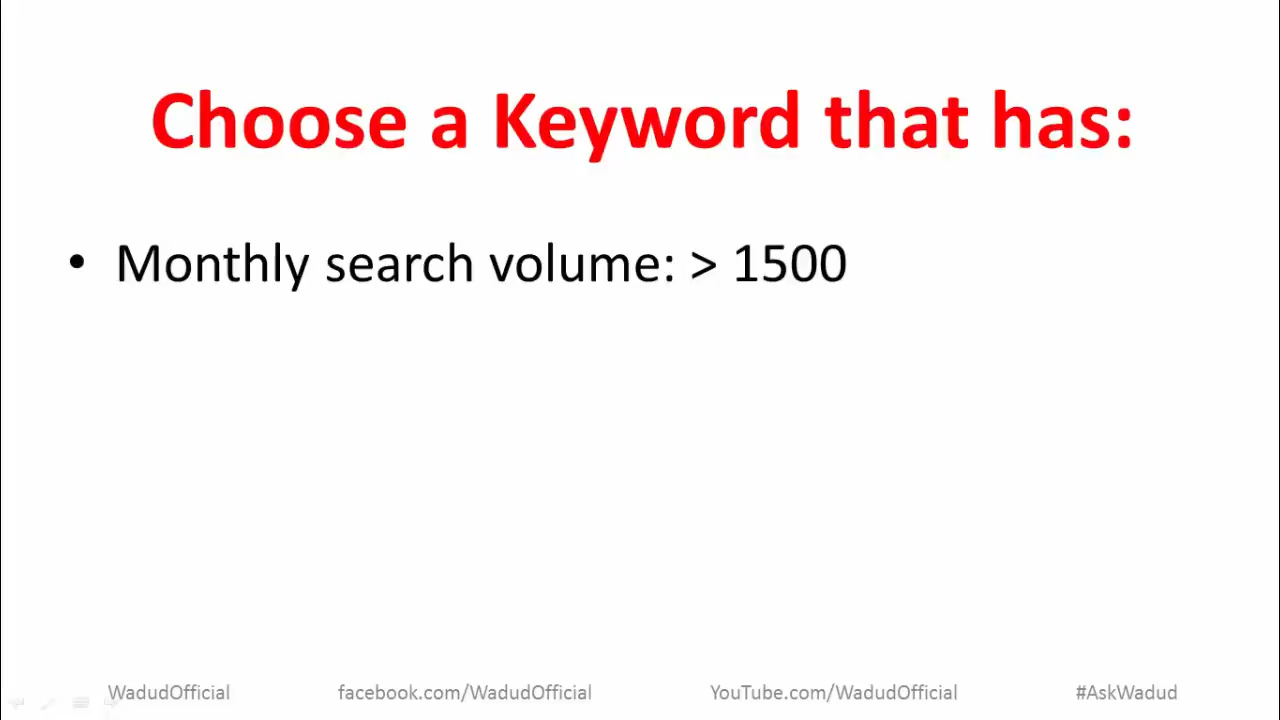 Choose a Keyword that has:
• Monthly search volume: > 1500
WadudOfficial facebook.com/WadudOfficial YouTube.com/WadudOfficial #AskWadud